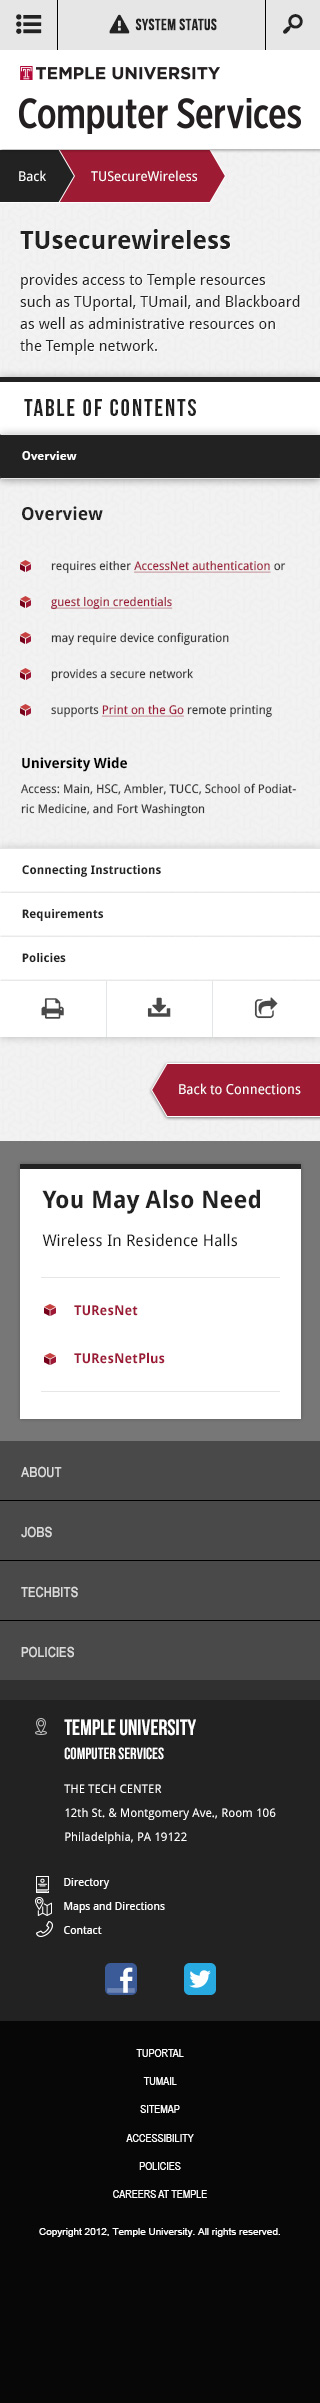 SYSTEM STATUS
TEMPLE UNIVERSITY
Computer Services
Back
TUSecureWireless
TUsecurewireless
provides access to Temple resources
such as TUportal, TUmail, and Blackboard
as well as administrative resources on
the Temple network.
TABLE OF CONTENTS
Overview
Overview
requires either AccessNet authentication or
guest login credentials
may require device configuration
provides a secure network
supports Print on the Go remote printing
University Wide
Access: Main, HSC, Ambler, TUCC, School of Podiat-
ric Medicine, and Fort Washington
Connecting Instructions
Requirements
Policies
Back to Connections
You May Also Need
Wireless In Residence Halls
TUResNet
TUResNetPlus
ABOUT
JOBS
TECHBITS
POLICIES
TEMPLE UNIVERSITY
COMPUTER SERVICES
THE TECH CENTER
12th St. & Montgomery Ave., Room 106
Philadelphia, PA 19122
Directory
Maps and Directions
Contact
TUPORTAL
TUMAIL
SITEMAP
ACCESSIBILITY
POLICIES
CAREERS AT TEMPLE
Copyright 2012, Temple University. All rights reserved.